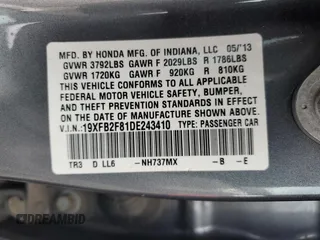 MFD. BY HONDA MFG. OF INDIANA, LLC 05/13
GVWR 3792LBS GAWR F 2029LBS R 1786LBS
GVWR 1720KG GAWR F 920KG R 810KG
THIS VEHICLE CONFORMS TO ALL APPLICABLE
FEDERAL MOTOR VEHICLE SAFETY, BUMPER,
AND THEFT PREVENTION STANDARDS IN EFFECT
ON THE DATE OF MANUFACTURE SHOWN ABOVE.
V.I.N.: 19XFB2F81DE243410 TYPE: PASSENGER CAR
TR3 D LL6 -NH737MX -B -E
©DREAMBID